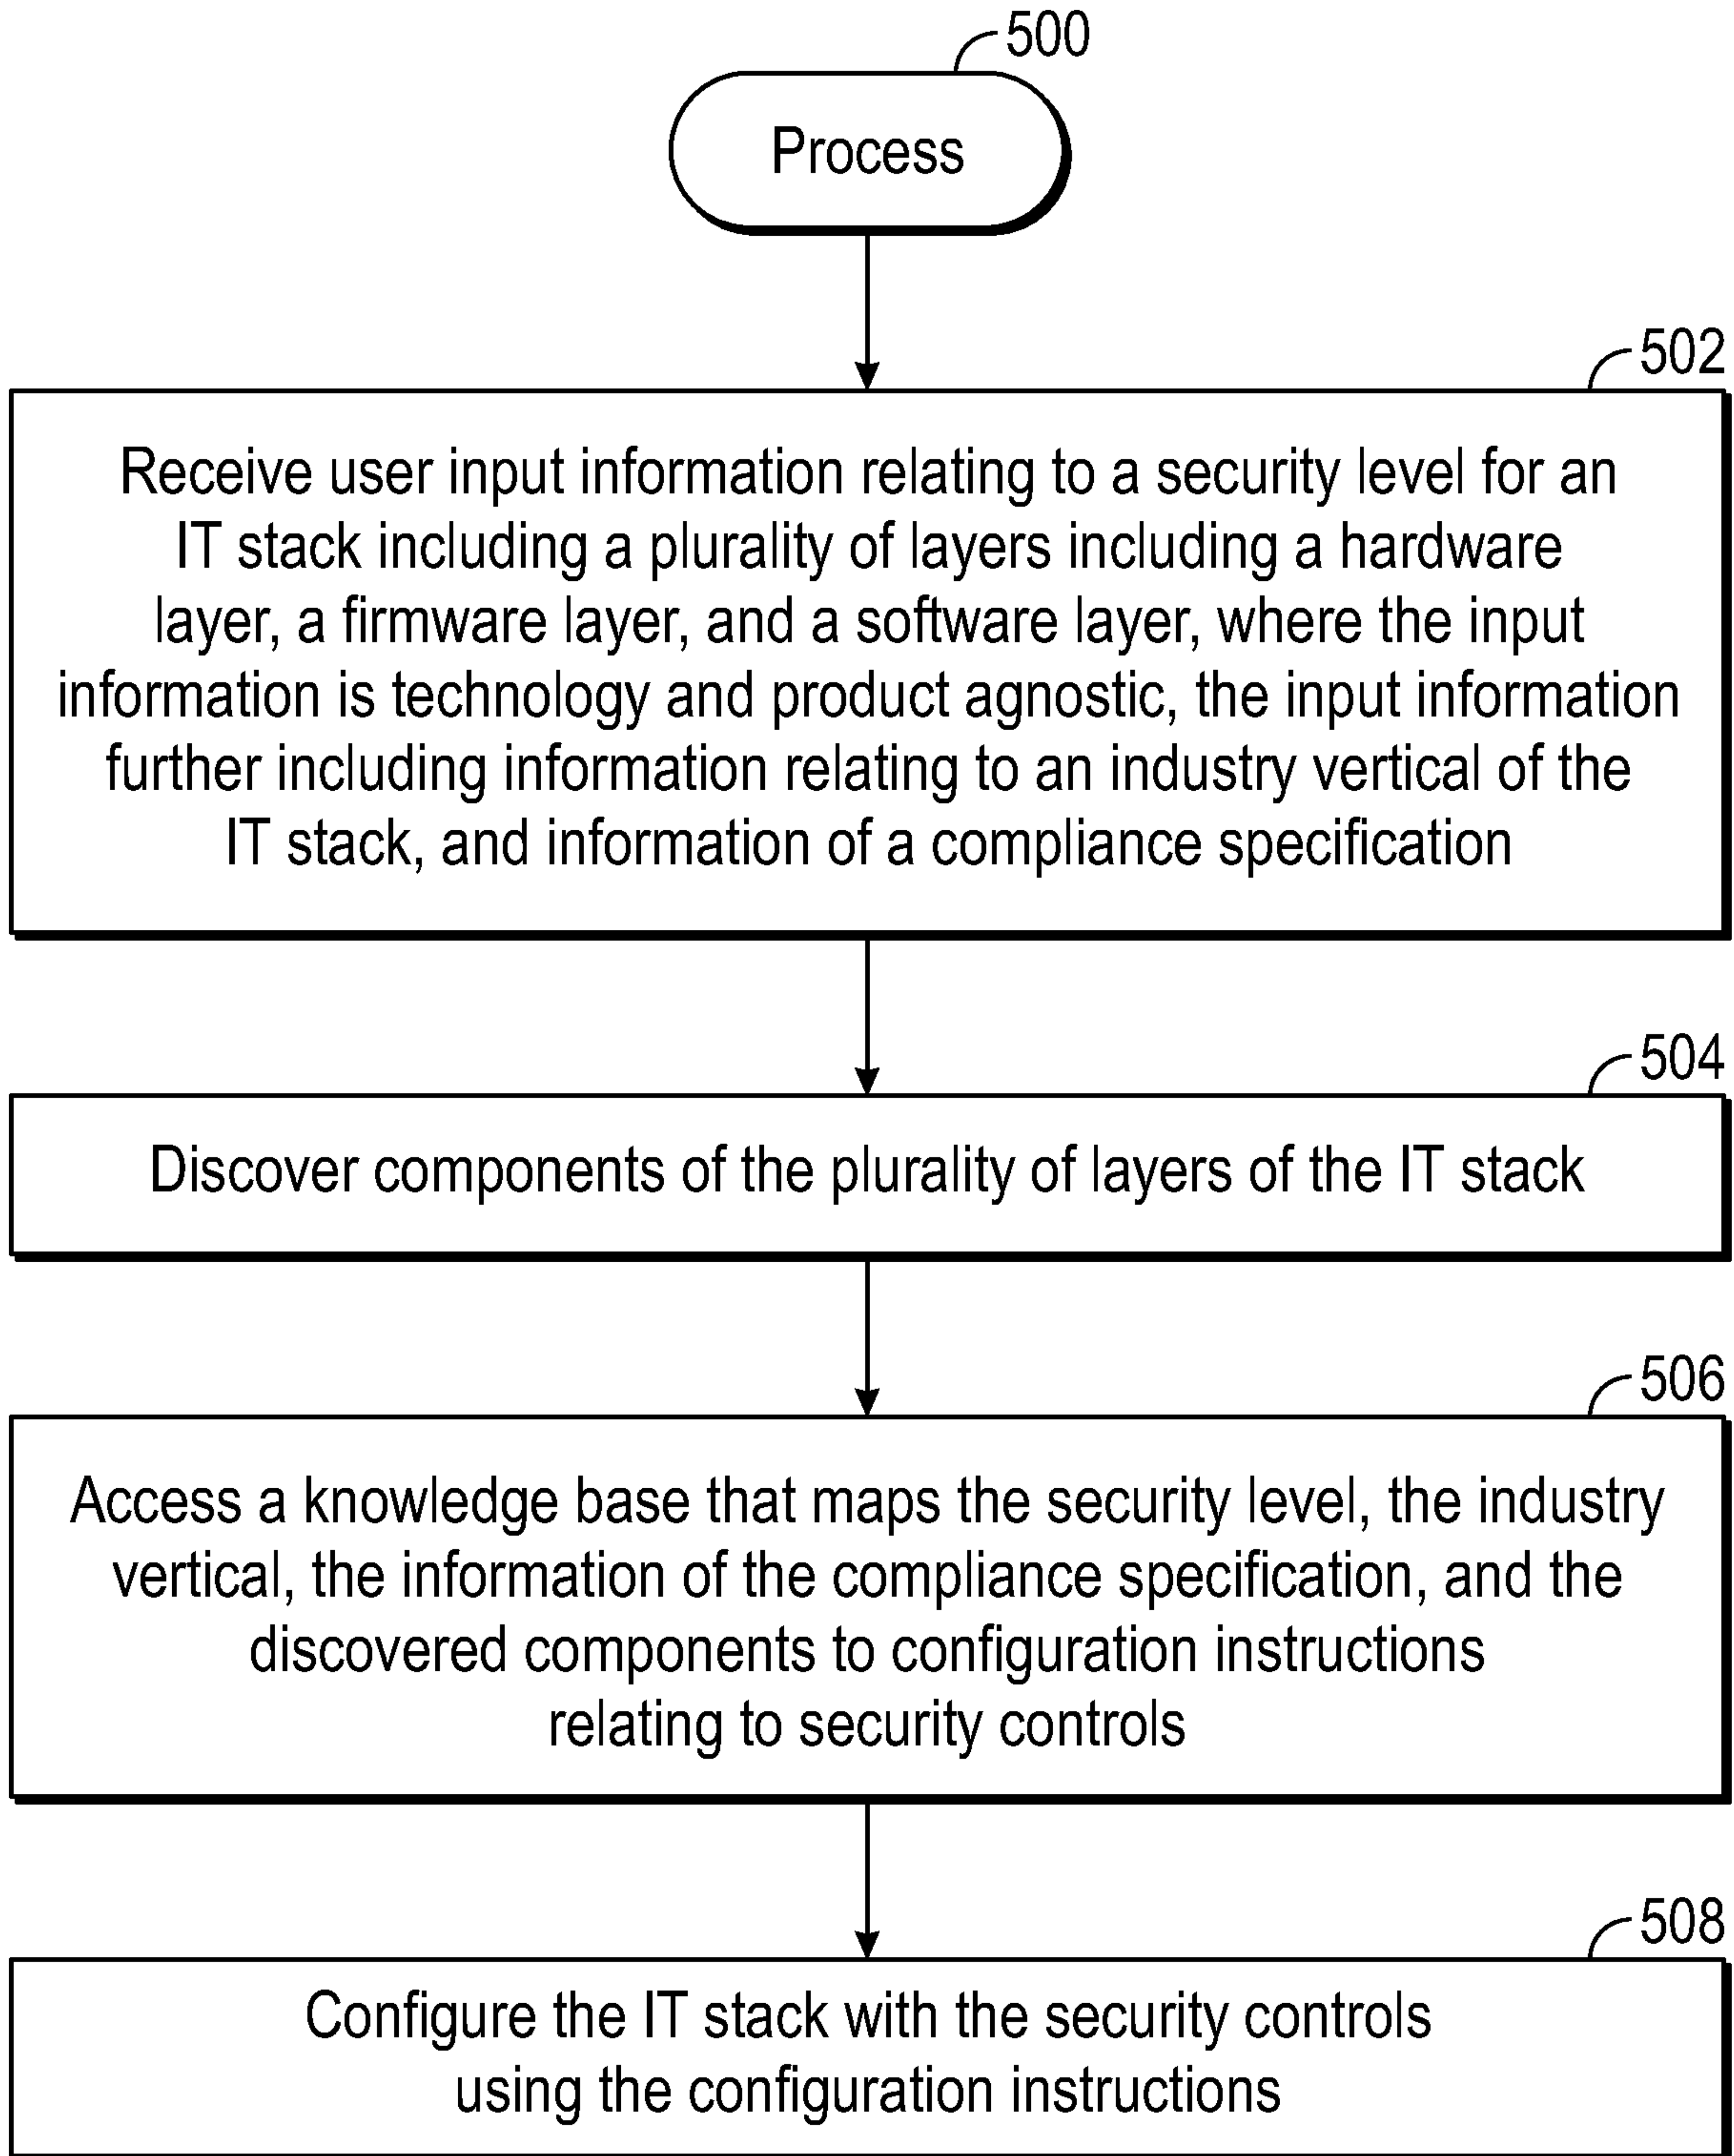 500
Process
502
Receive user input information relating to a security level for an
IT stack including a plurality of layers including a hardware
layer, a firmware layer, and a software layer, where the input
information is technology and product agnostic, the input information
further including information relating to an industry vertical of the
IT stack, and information of a compliance specification
504
Discover components of the plurality of layers of the IT stack
506
Access a knowledge base that maps the security level, the industry
vertical, the information of the compliance specification, and the
discovered components to configuration instructions
relating to security controls
508
Configure the IT stack with the security controls
using the configuration instructions